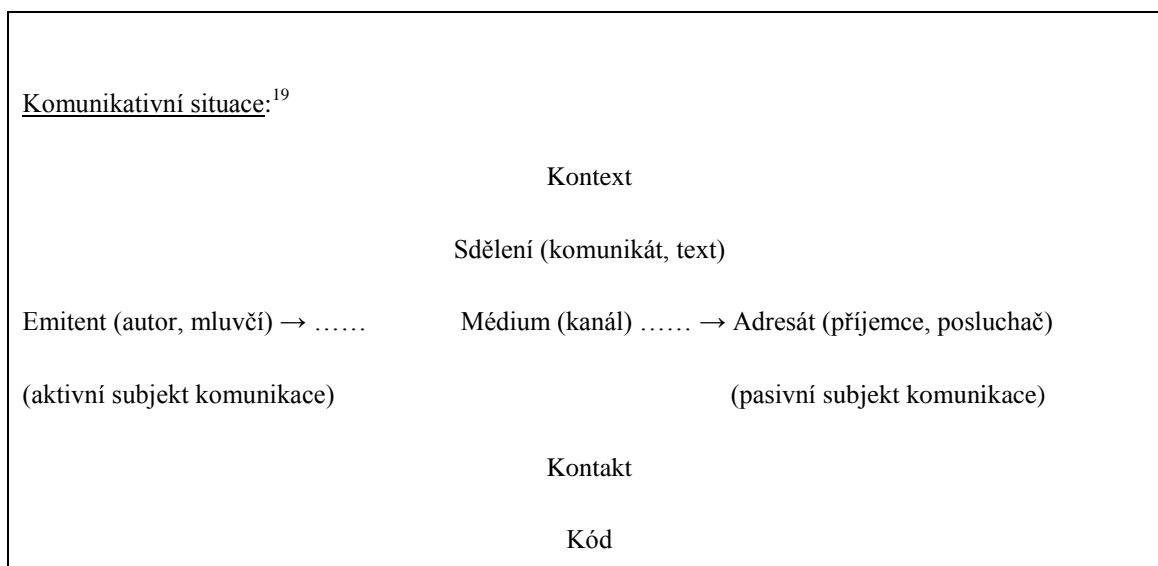 Komunikativní situace:19
Kontext
Sdělení (komunikát, text)
Emitent (autor, mluvčí) → …… Médium (kanál) …… → Adresát (příjemce, posluchač)
(aktivní subjekt komunikace) (pasivní subjekt komunikace)
Kontakt
Kód